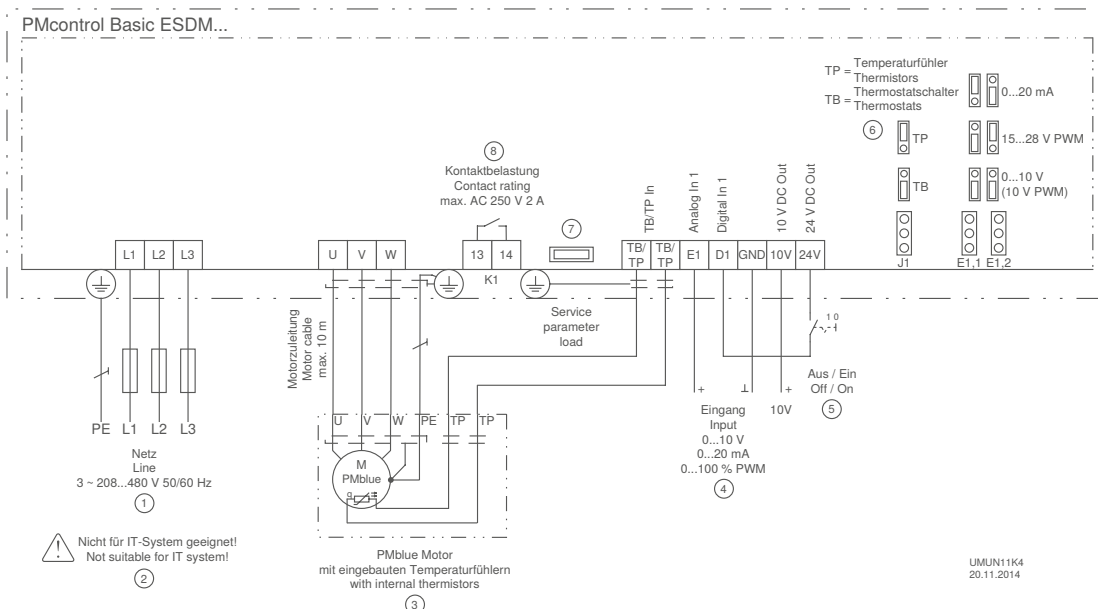 PMcontrol Basic ESDM...
TP = Temperaturfühler
Thermistors
TB = Thermostatschalter
Thermostats
6
0...20 mA
TP
15...28 V PWM
TB
0...10 V
(10 V PWM)
J1
E1,1 E1,2
8
Kontaktbelastung
Contact rating
max. AC 250 V 2 A
7
TB/TP In
Analog In 1
Digital In 1
10 V DC Out
24 V DC Out
L1 L2 L3
U V W
13 14
K1
TB/TP TB/TP E1 D1 GND 10V 24V
Service
parameter
load
Motorzuleitung
Motor cable
max. 10 m
1 0
Aus / Ein
Off / On
5
PE L1 L2 L3
Netz
Line
3 ~ 208...480 V 50/60 Hz
1
U V W PE TP TP
M
PMblue
+ ⊥ +
Eingang
Input
0...10 V
0...20 mA
0...100 % PWM
4
10V
Nicht für IT-System geeignet!
Not suitable for IT system!
2
PMblue Motor
mit eingebauten Temperaturfühlern
with internal thermistors
3
UMUN11K4
20.11.2014